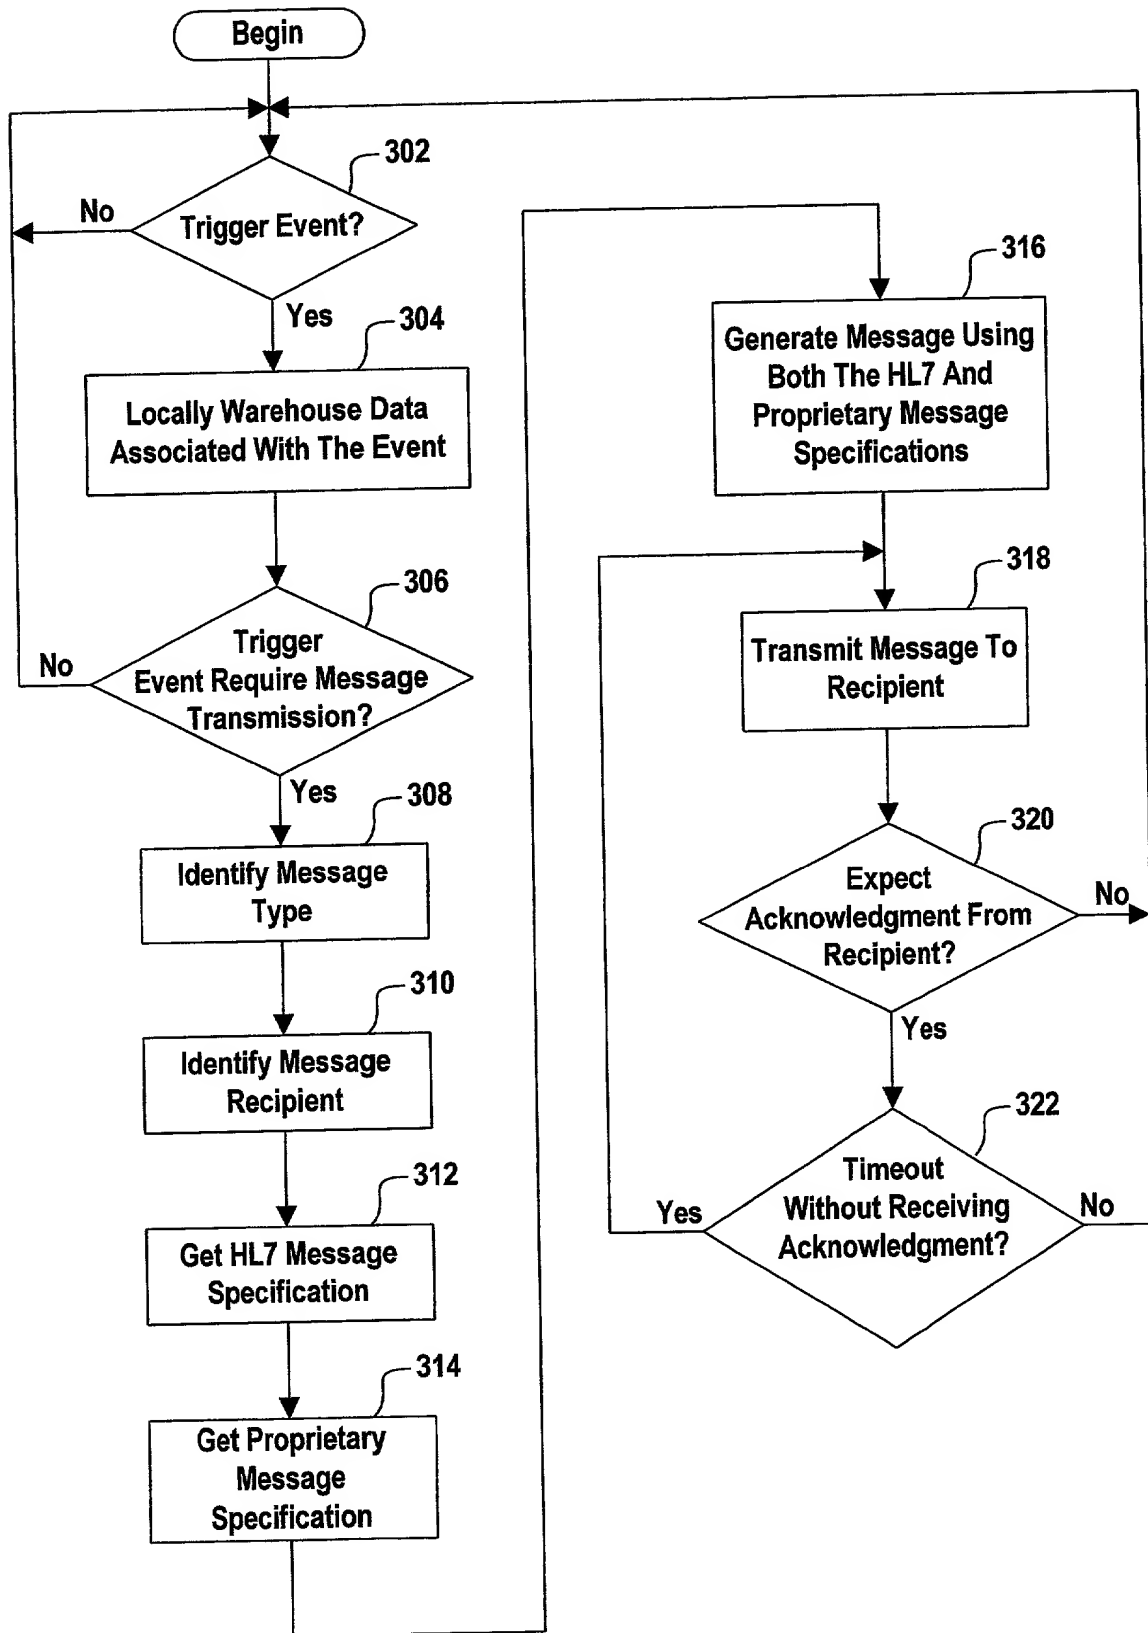 Begin
302
Trigger Event?
No
Yes
304
Locally Warehouse Data
Associated With The Event
306
Trigger
Event Require Message
Transmission?
No
Yes
308
Identify Message
Type
310
Identify Message
Recipient
312
Get HL7 Message
Specification
314
Get Proprietary
Message
Specification
316
Generate Message Using
Both The HL7 And
Proprietary Message
Specifications
318
Transmit Message To
Recipient
320
Expect
Acknowledgment From
Recipient?
No
Yes
322
Timeout
Without Receiving
Acknowledgment?
Yes
No